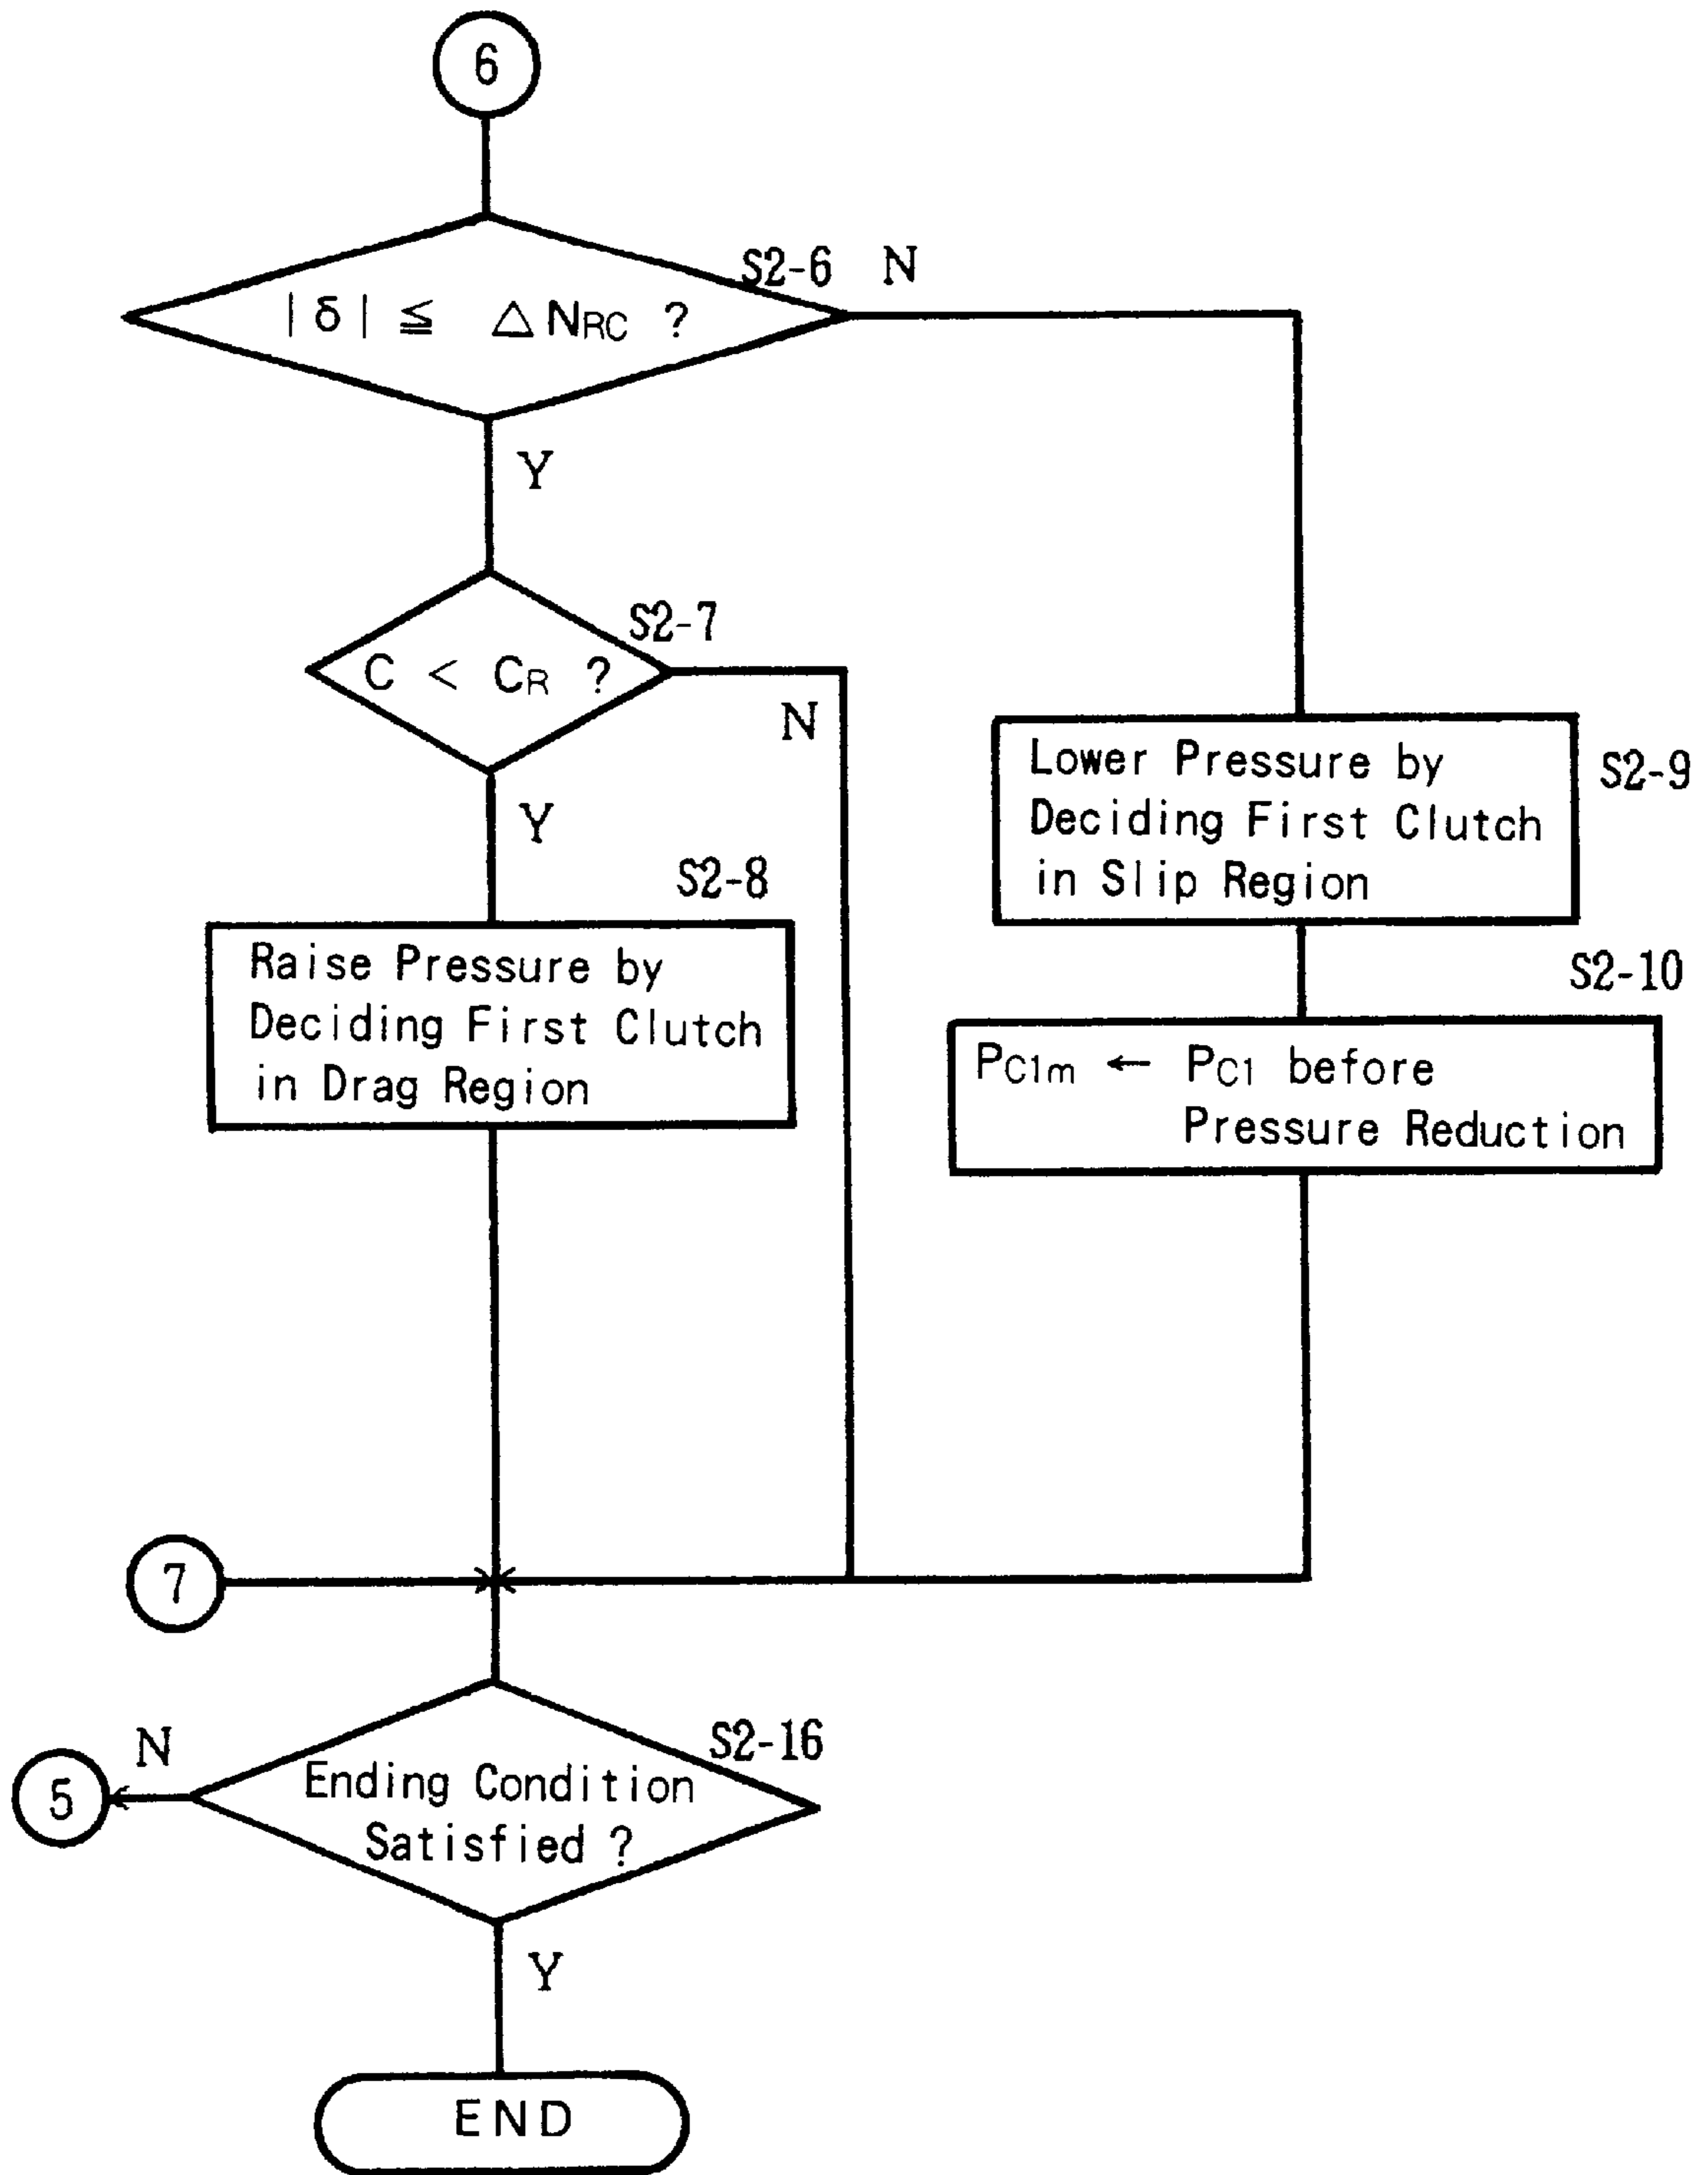 6
S2-6 N
|δ| ≦ △NRC ?
Y
S2-7
C < CR ?
N
Y
S2-8
Raise Pressure by
Deciding First Clutch
in Drag Region
Lower Pressure by
Deciding First Clutch
in Slip Region
S2-9
S2-10
PC1m ← PC1 before
Pressure Reduction
7
S2-16
N
5
Ending Condition
Satisfied ?
Y
END